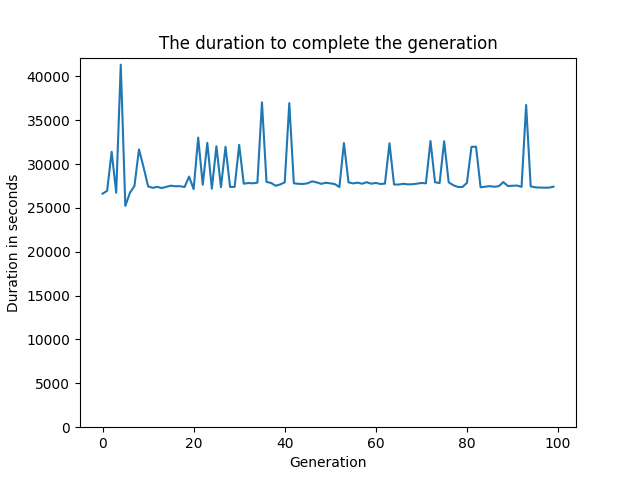 The duration to complete the generation
Duration in seconds
40000
35000
30000
25000
20000
15000
10000
5000
0
0 20 40 60 80 100
Generation